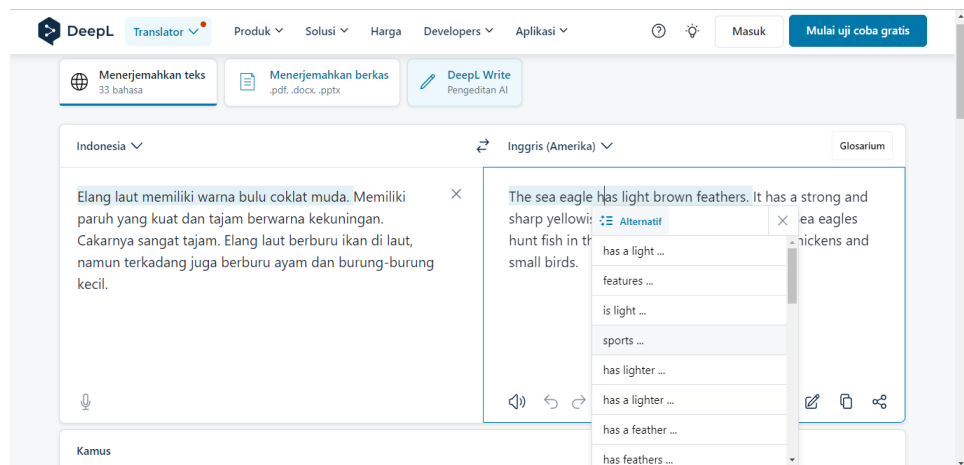 DeepL Translator Produk Solusi Harga Developers Aplikasi Masuk Mulai uji coba gratis
Menerjemahkan teks
33 bahasa
Menerjemahkan berkas
.pdf, .docx, .pptx
DeepL Write
Pengeditan AI
Indonesia
Inggris (Amerika)
Glosarium
Elang laut memiliki warna bulu coklat muda. Memiliki
paruh yang kuat dan tajam berwarna kekuningan.
Cakarnya sangat tajam. Elang laut berburu ikan di laut,
namun terkadang juga berburu ayam dan burung-burung
kecil.
The sea eagle has light brown feathers. It has a strong and
sharp ea eagles
hunt fish in and
small birds.
Alternatif
has a light ...
features ...
is light ...
sports ...
has lighter ...
has a lighter ...
has a feather ...
has feathers ...
Kamus